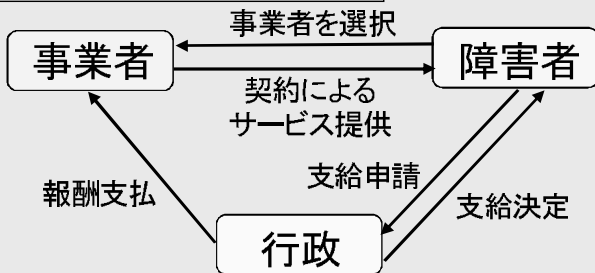 事業者を選択
事業者
障害者
契約による
サービス提供
支給申請
報酬支払
支給決定
行政